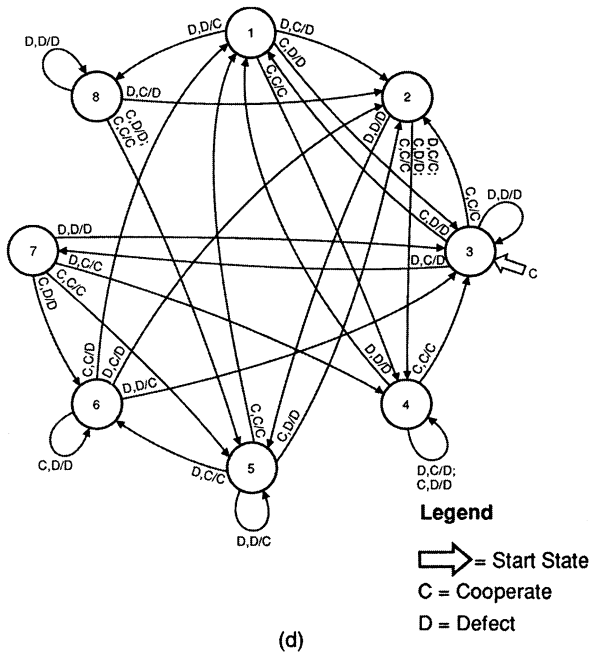 D,D/C
1
D,C/D
D,D/D
C,D/D
C,C/C
8
D,C/D
2
C,D/D;
C,C/C
D,D/D
D,C/C;
C,D/D;
C,C/C
C,C/C
D,D/D
C,D/D
7
D,D/D
3
D,C/C
D,C/D
C
C,C/C
C,D/D
D,D/D
C,C/C
C,C/D
D,C/D
D,D/C
6
4
C,C/C
C,D/D
C,D/D
D,C/C
5
D,C/D;
C,D/D
D,D/C
Legend
= Start State
C = Cooperate
D = Defect
(d)